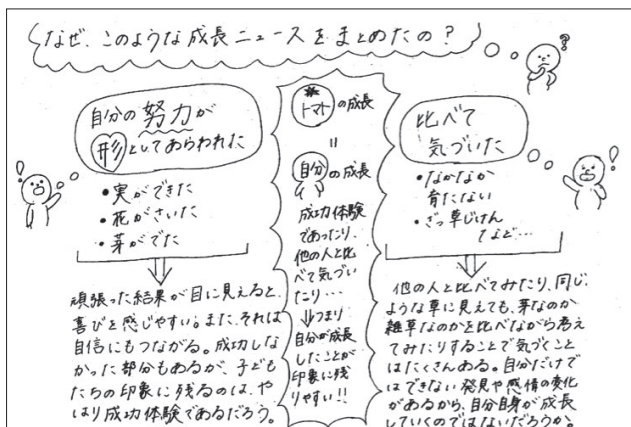 なぜ、このような成長ニュースをまとめたの？
自分の努力が
形としてあらわれた
・実ができた
・花がさいた
・芽がでた
頑張った結果が目に見えると、
喜びと感じやすい。また、それは
自信にもつながる。成功しな
かった部分もあるが、子ども
たちの印象に残るのは、や
はり成功体験であるだろう。
トマトの成長
＝
自分の成長
成功体験
であったり、
他の人と比
べて気づい
たり…
⇓つまり
自分が成長
したことが
印象に残
りやすい!!
比べて
気づいた
・なかなか
育たない
・ざっ草じけん
など…
他の人と比べてみたり、同じ
ような草に見えても、芽なのか
雑草なのかと比べながら考え
てみたりすることで気づくこと
はたくさんある。自分だけで
はできない発見や感情の変化
があるから、自分自身が成長
していくのではないだろうか。